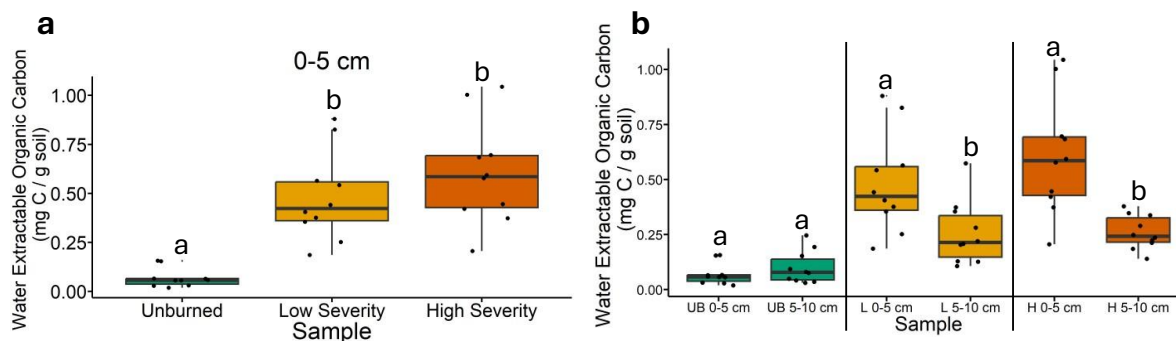 a
0-5 cm
Water Extractable Organic Carbon
(mg C / g soil)
1.00
0.75
0.50
0.25
0.00
a
b
b
Unburned
Low Severity
High Severity
Sample
b
Water Extractable Organic Carbon
(mg C / g soil)
1.00
0.75
0.50
0.25
0.00
a
a
a
b
a
b
UB 0-5 cm
UB 5-10 cm
L 0-5 cm
L 5-10 cm
H 0-5 cm
H 5-10 cm
Sample